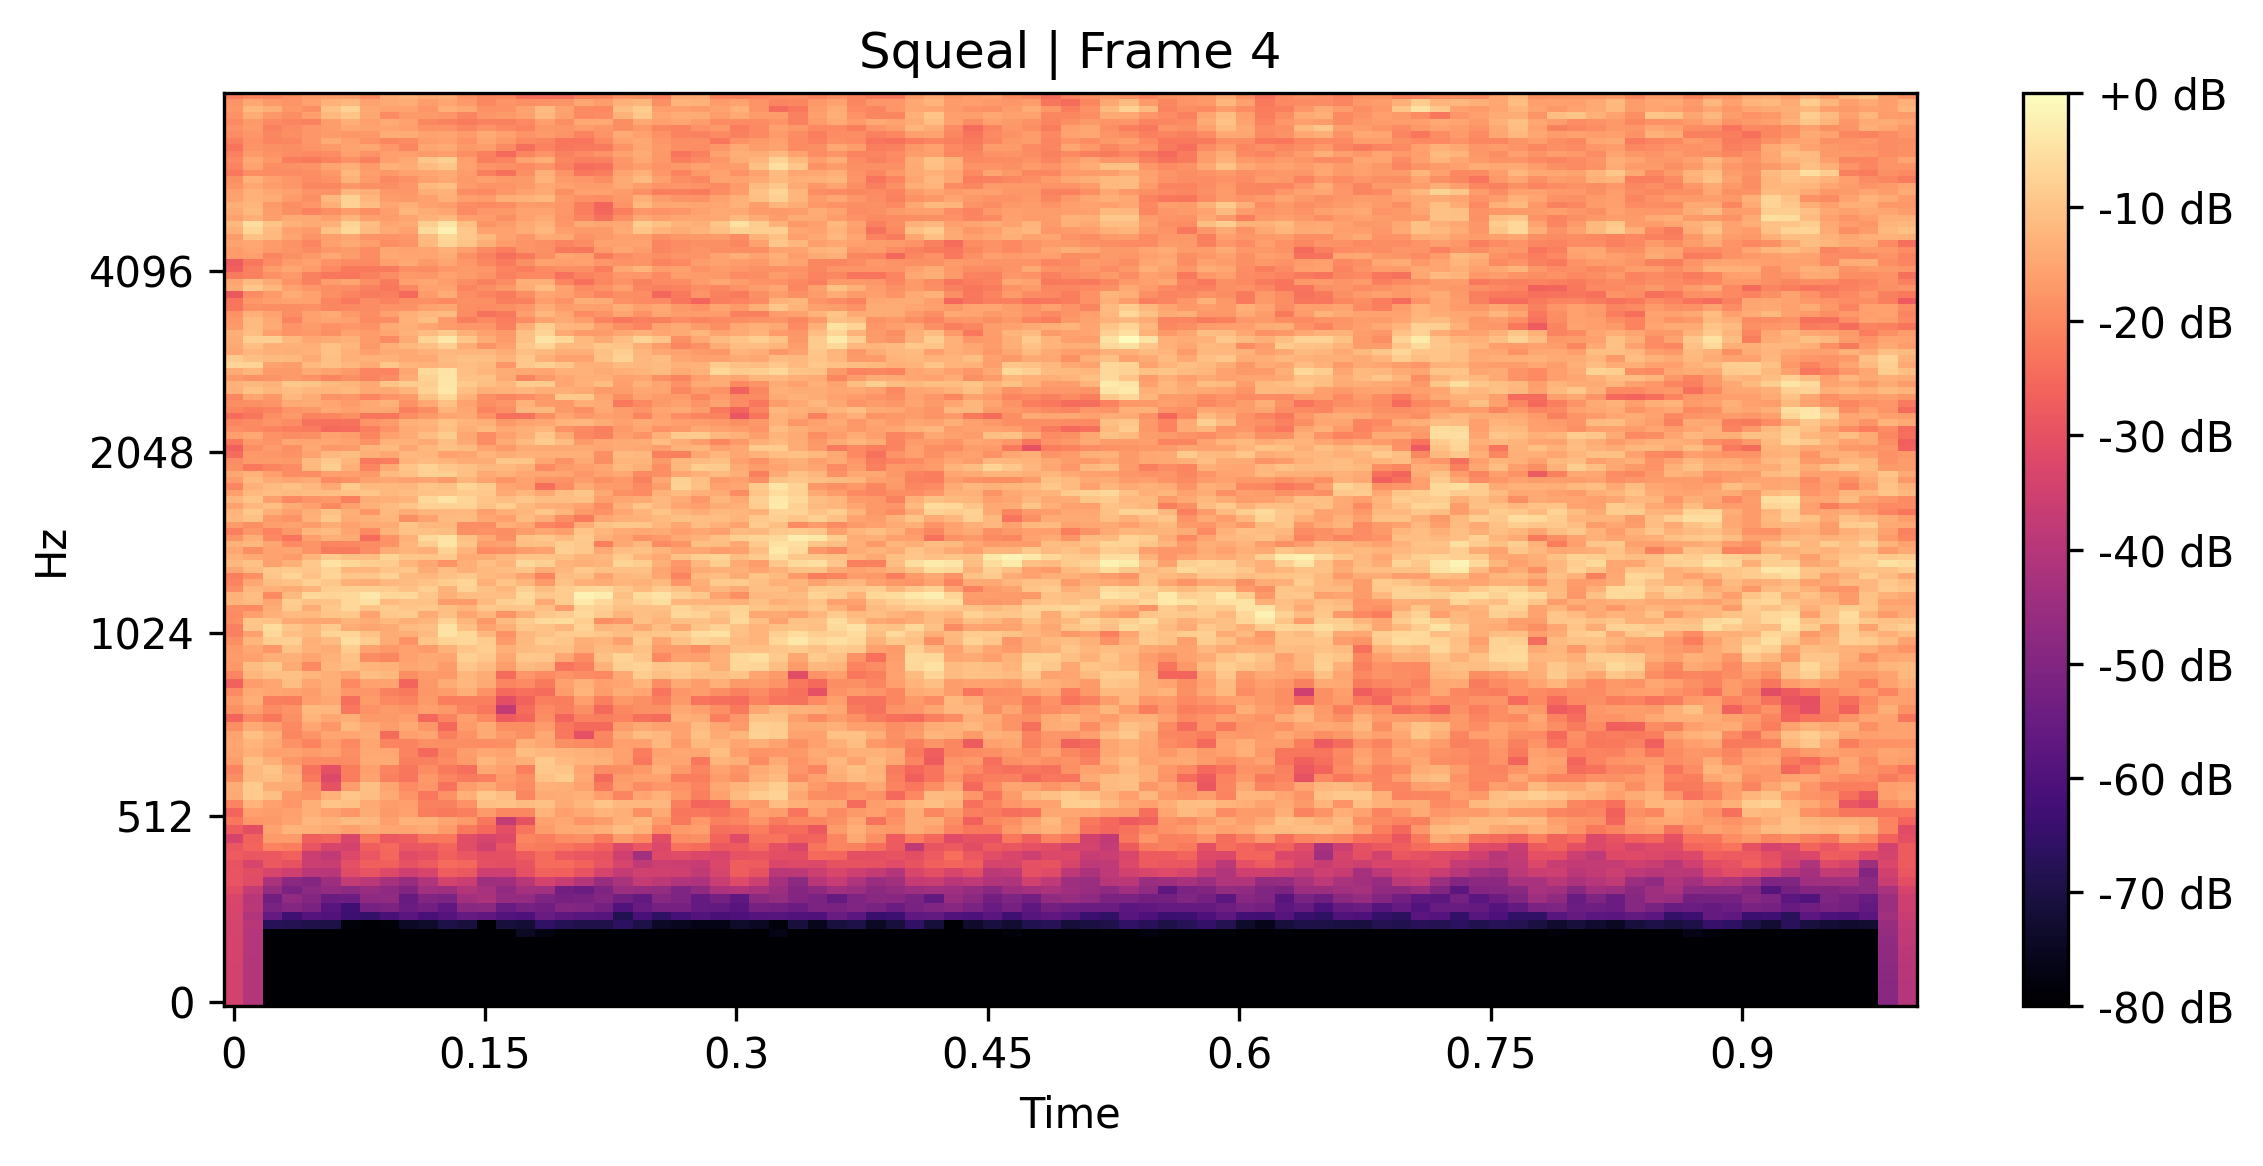 Squeal | Frame 4
+0 dB
-10 dB
-20 dB
-30 dB
-40 dB
-50 dB
-60 dB
-70 dB
-80 dB
Hz
4096
2048
1024
512
0
0 0.15 0.3 0.45 0.6 0.75 0.9
Time